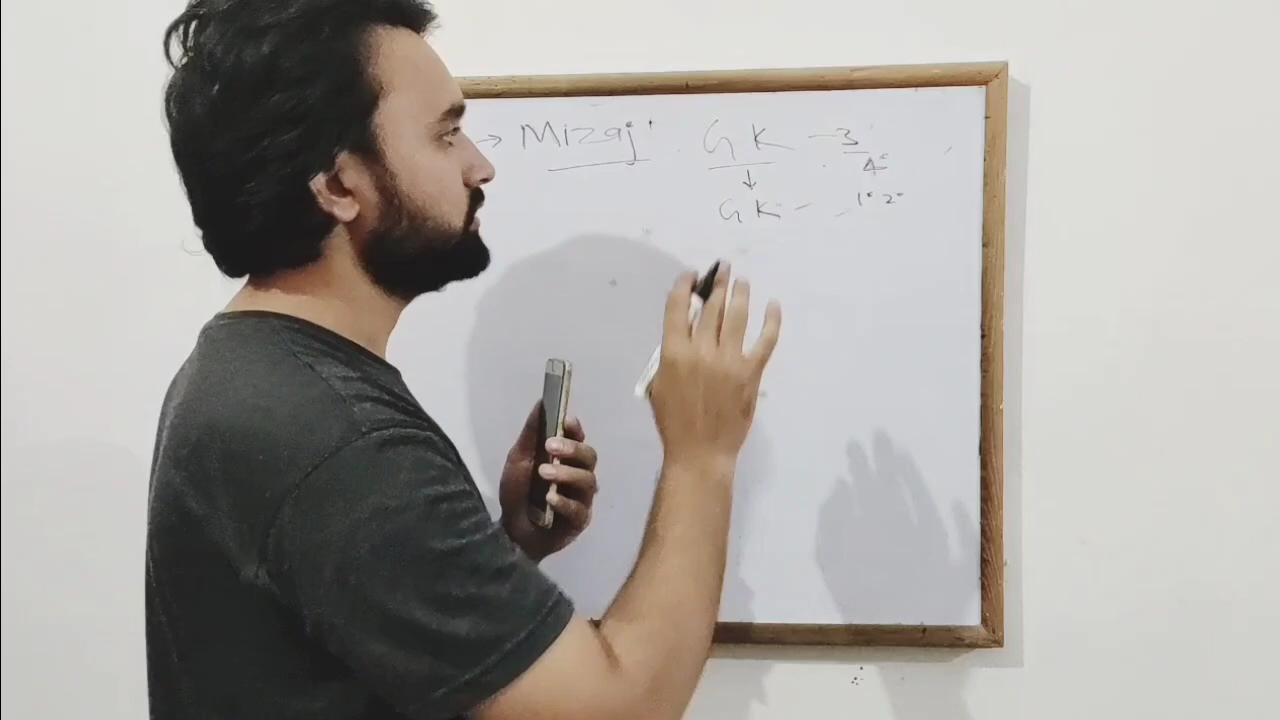 → Mizaj GK - 3
4°
↓
GK - 1° 2°